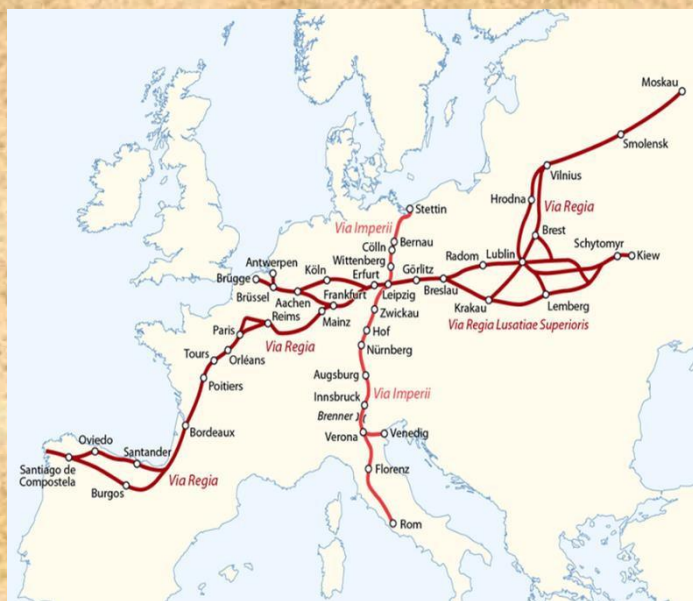 Moskau
Smolensk
Vilnius
Hrodna
Via Regia
Stettin
Via Imperii
Brest
Bernau
Cölln
Schytomyr
Kiew
Wittenberg
Radom
Lublin
Antwerpen
Köln
Erfurt
Görlitz
Brügge
Leipzig
Breslau
Brüssel
Aachen
Frankfurt
Krakau
Lemberg
Zwickau
Reims
Mainz
Via Regia Lusatiae Superioris
Paris
Hof
Via Regia
Nürnberg
Tours
Orléans
Poitiers
Augsburg
Via Imperii
Innsbruck
Brenner )(
Bordeaux
Verona
Venedig
Oviedo
Santander
Florenz
Santiago de
Compostela
Via Regia
Burgos
Rom